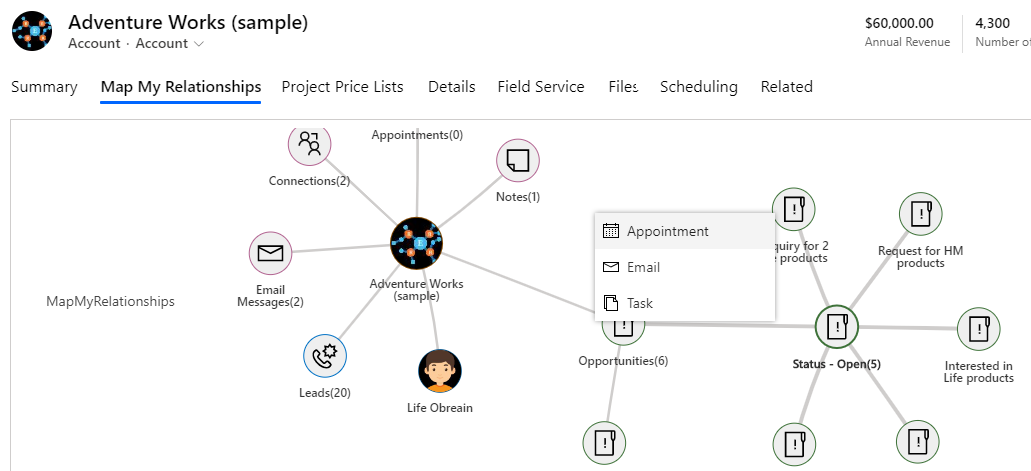 Adventure Works (sample)
Account · Account
$60,000.00
Annual Revenue
4,300
Number of
Summary
Map My Relationships
Project Price Lists
Details
Field Service
Files
Scheduling
Related
Appointments(0)
Connections(2)
Notes(1)
Appointment
Email
Task
quiry for 2
products
Request for HM
products
Adventure Works
(sample)
Email
Messages(2)
MapMyRelationships
Opportunities(6)
Status - Open(5)
Interested in
Life products
Leads(20)
Life Obreain